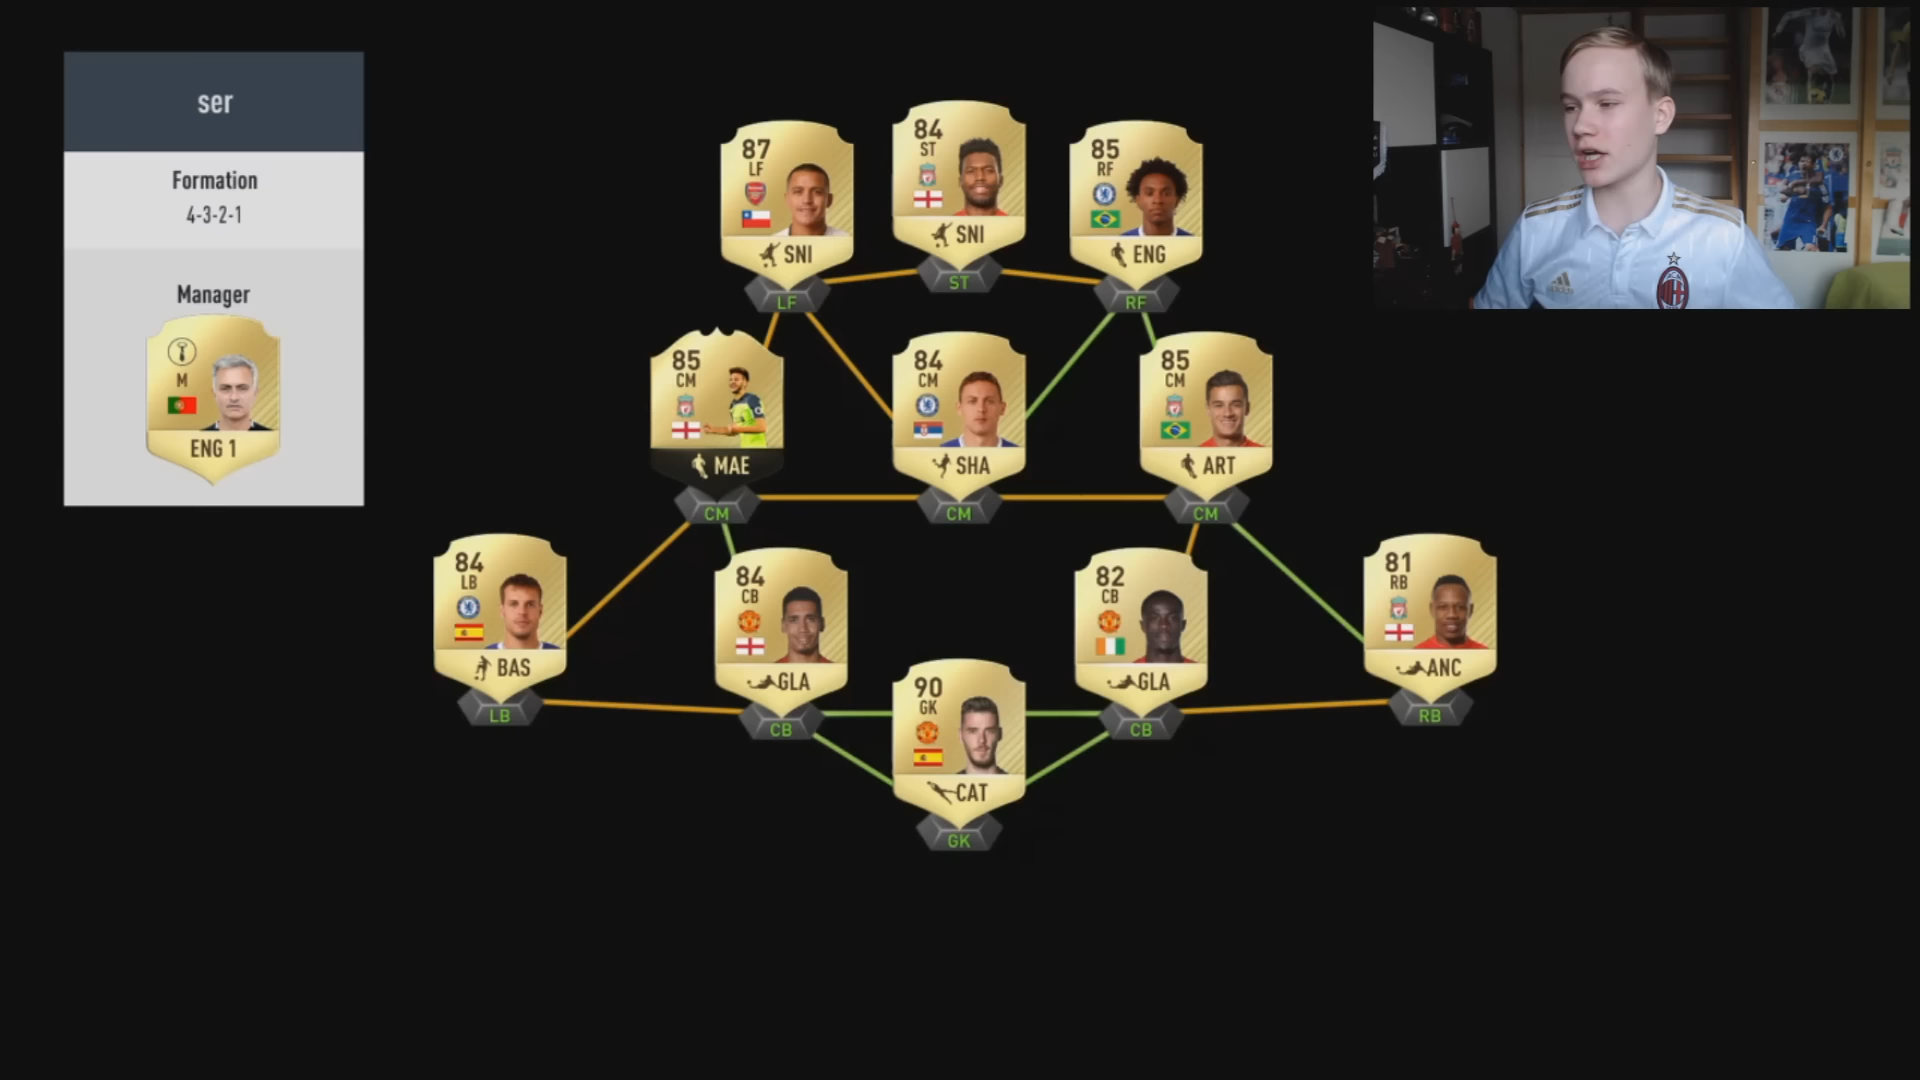 ser
Formation
4-3-2-1
Manager
M
ENG 1
87
LF
SNI
LF
84
ST
SNI
ST
85
RF
ENG
RF
85
CM
MAE
CM
84
CM
SHA
CM
85
CM
ART
CM
84
LB
BAS
LB
84
CB
GLA
CB
82
CB
GLA
CB
81
RB
ANC
RB
90
GK
CAT
GK